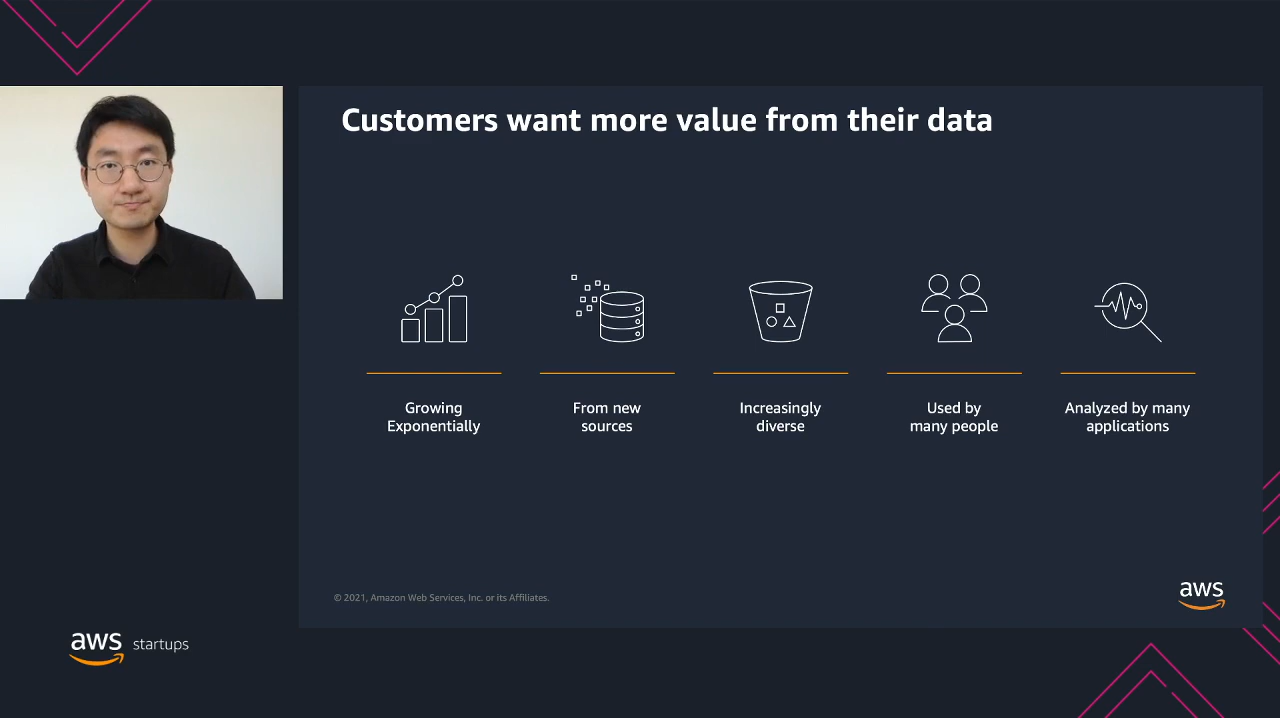 Customers want more value from their data
Growing
Exponentially
From new
sources
Increasingly
diverse
Used by
many people
Analyzed by many
applications
© 2021, Amazon Web Services, Inc. or its Affiliates.
aws
aws startups